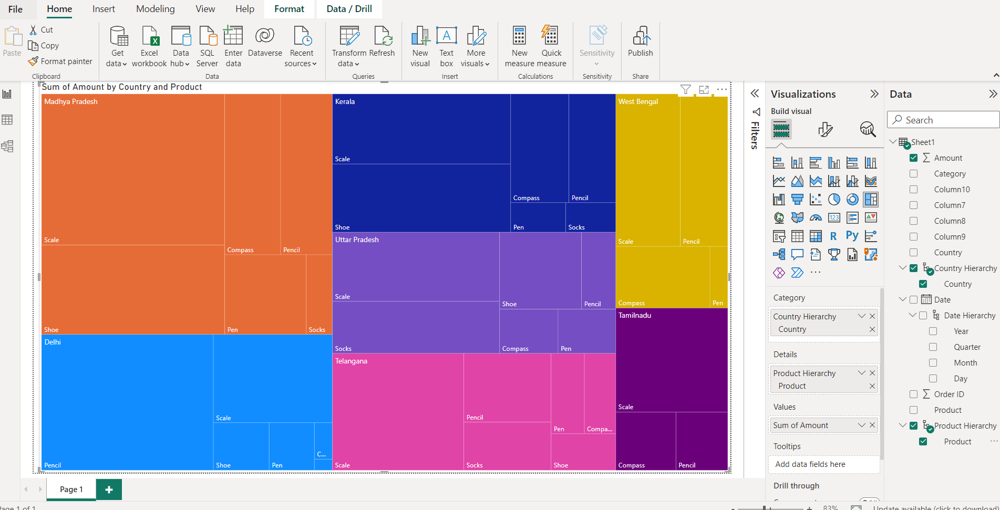 File Home Insert Modeling View Help Format Data / Drill
Paste
Cut
Copy
Format painter
Clipboard
Get data
Excel workbook
Data hub
SQL Server
Enter data
Dataverse
Recent sources
Data
Transform data
Refresh
Queries
New visual
Text box
More visuals
Insert
New measure
Quick measure
Calculations
Sensitivity
Sensitivity
Publish
Share
Sum of Amount by Country and Product
Madhya Pradesh
Scale
Compass
Pencil
Shoe
Pen
Socks
Delhi
Pencil
Scale
Shoe
Pen
C...
Kerala
Scale
Shoe
Compass
Pencil
Pen
Socks
Uttar Pradesh
Scale
Socks
Shoe
Pencil
Compass
Pen
Telangana
Scale
Pencil
Socks
Pen
Compa...
Shoe
West Bengal
Scale
Pencil
Compass
Pen
Tamilnadu
Scale
Compass
Pencil
Filters
Visualizations
Build visual
123
R
Py
Category
Country Hierarchy
Country
Details
Product Hierarchy
Product
Values
Sum of Amount
Tooltips
Add data fields here
Drill through
Data
Search
Sheet1
Amount
Category
Column10
Column7
Column8
Column9
Country
Country Hierarchy
Country
Date
Date Hierarchy
Year
Quarter
Month
Day
Order ID
Product
Product Hierarchy
Product
Page 1
Page 1 of 1
83%
Update available (click to download)